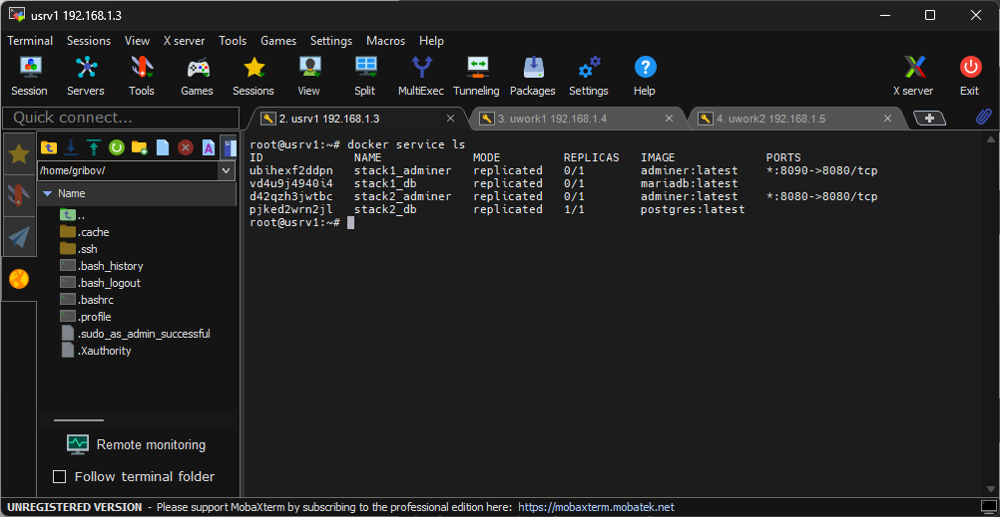 usrv1 192.168.1.3
Terminal Sessions View X server Tools Games Settings Macros Help
Session Servers Tools Games Sessions View Split MultiExec Tunneling Packages Settings Help X server Exit
Quick connect...
2. usrv1 192.168.1.3
3. uwork1 192.168.1.4
4. uwork2 192.168.1.5
/home/gribov/
Name
..
.cache
.ssh
.bash_history
.bash_logout
.bashrc
.profile
.sudo_as_admin_successful
.Xauthority
Remote monitoring
Follow terminal folder
root@usrv1:~# docker service ls
ID NAME MODE REPLICAS IMAGE PORTS
ubihexf2ddpn stack1_adminer replicated 0/1 adminer:latest *:8090->8080/tcp
vd4u9j4940i4 stack1_db replicated 0/1 mariadb:latest
d42qzh3jwtbc stack2_adminer replicated 0/1 adminer:latest *:8080->8080/tcp
pjked2wrn2jl stack2_db replicated 1/1 postgres:latest
root@usrv1:~#
UNREGISTERED VERSION - Please support MobaXterm by subscribing to the professional edition here: https://mobaxterm.mobatek.net